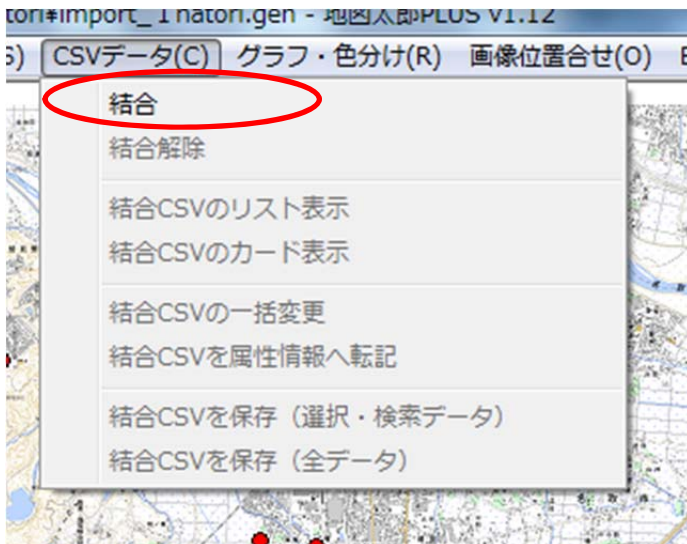 tori¥import_ Inatori.gen - 地図太郎PLUS V1.12
S) CSVデータ(C) グラフ・色分け(R) 画像位置合せ(O)
結合
結合解除
結合CSVのリスト表示
結合CSVのカード表示
結合CSVの一括変更
結合CSVを属性情報へ転記
結合CSVを保存（選択・検索データ）
結合CSVを保存（全データ）